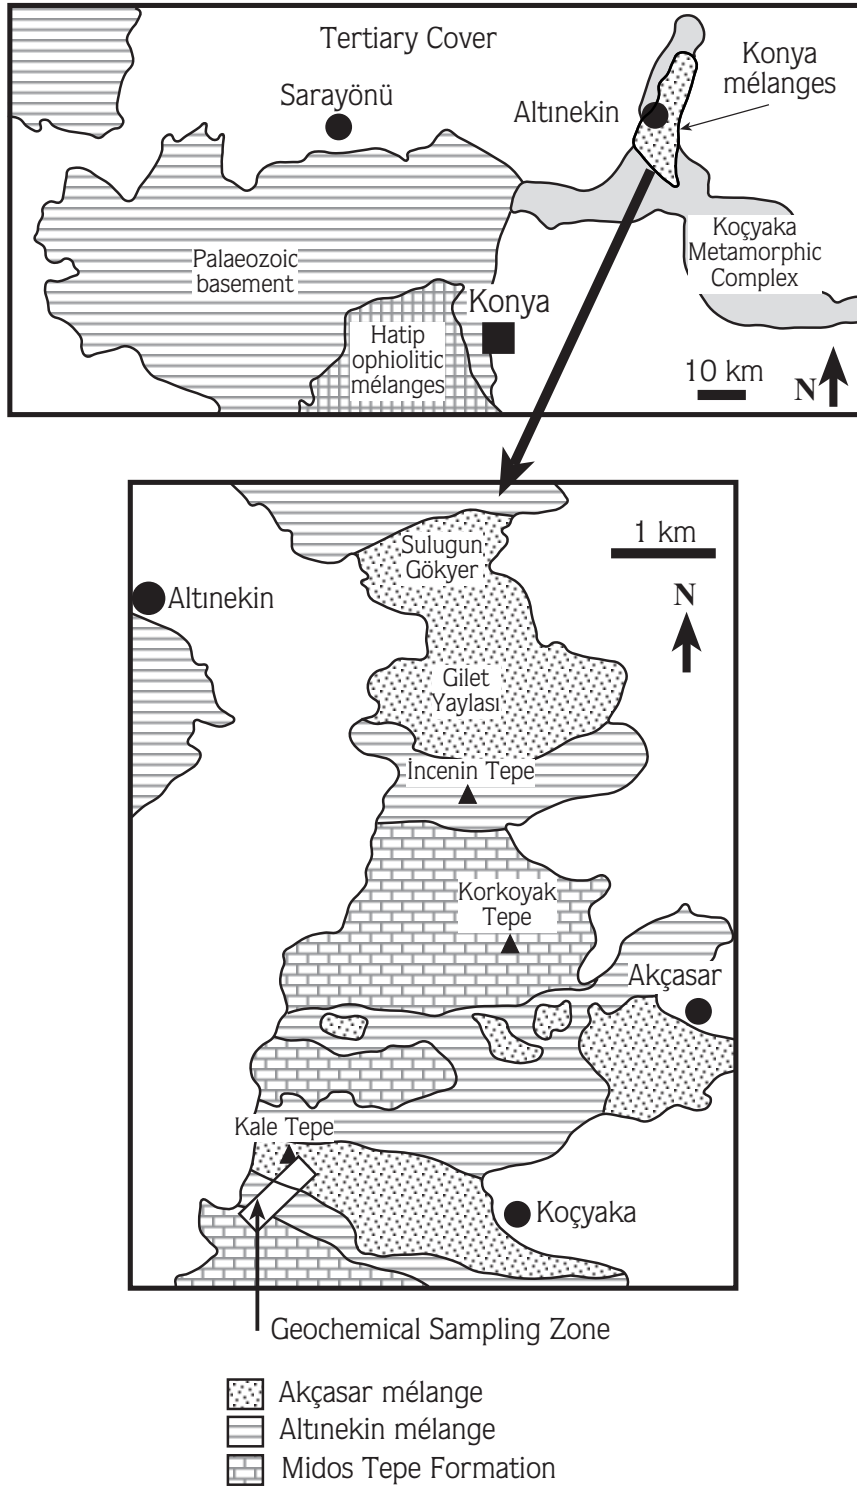 Tertiary Cover
Sarayönü
Altınekin
Konya
mélanges
Palaeozoic
basement
Koçyaka
Metamorphic
Complex
Konya
Hatip
ophiolitic
mélanges
10 km
N
Sulugun
Gökyer
1 km
N
Altınekin
Gilet
Yaylası
İncenin Tepe
Korkoyak
Tepe
Akçasar
Kale Tepe
Koçyaka
Geochemical Sampling Zone
Akçasar mélange
Altınekin mélange
Midos Tepe Formation